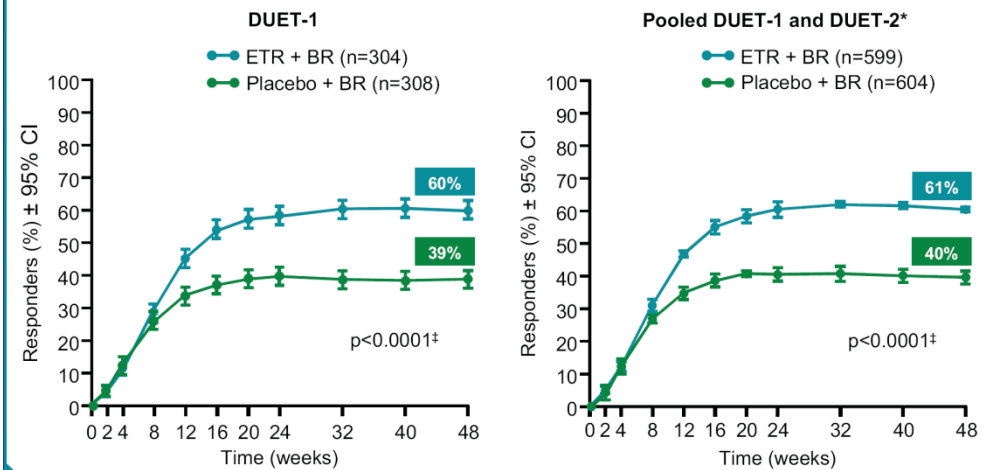 DUET-1
ETR + BR (n=304)
Placebo + BR (n=308)
Responders (%) ± 95% CI
100
90
80
70
60
50
40
30
20
10
0
60%
39%
p<0.0001‡
0 2 4 8 12 16 20 24 32 40 48
Time (weeks)
Pooled DUET-1 and DUET-2*
ETR + BR (n=599)
Placebo + BR (n=604)
Responders (%) ± 95% CI
100
90
80
70
60
50
40
30
20
10
0
61%
40%
p<0.0001‡
0 2 4 8 12 16 20 24 32 40 48
Time (weeks)